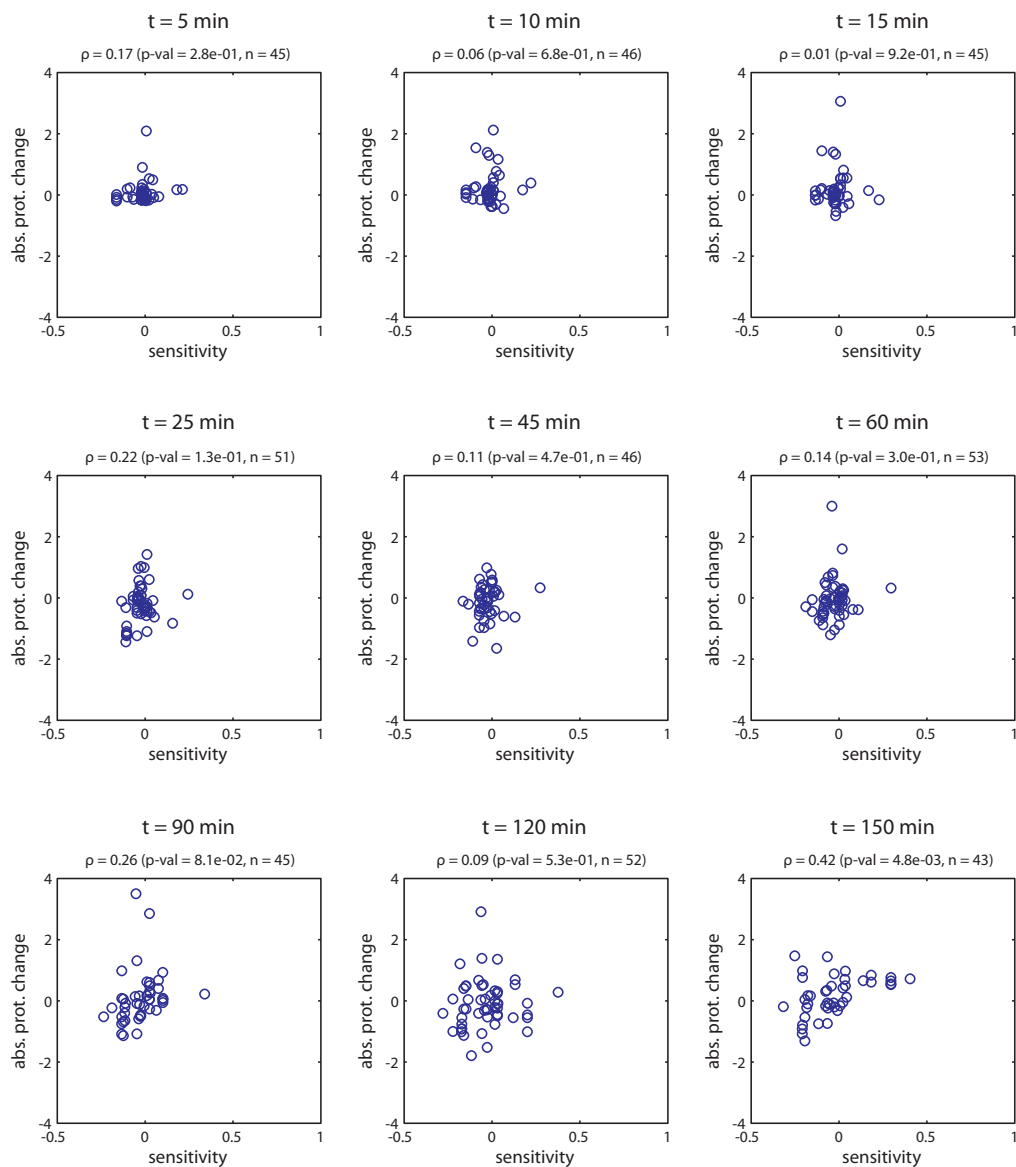 t = 5 min
ρ = 0.17 (p-val = 2.8e-01, n = 45)
4
2
0
-2
-4
abs. prot. change
-0.5
0
0.5
1
sensitivity
t = 10 min
ρ = 0.06 (p-val = 6.8e-01, n = 46)
4
2
0
-2
-4
abs. prot. change
-0.5
0
0.5
1
sensitivity
t = 15 min
ρ = 0.01 (p-val = 9.2e-01, n = 45)
4
2
0
-2
-4
abs. prot. change
-0.5
0
0.5
1
sensitivity
t = 25 min
ρ = 0.22 (p-val = 1.3e-01, n = 51)
4
2
0
-2
-4
abs. prot. change
-0.5
0
0.5
1
sensitivity
t = 45 min
ρ = 0.11 (p-val = 4.7e-01, n = 46)
4
2
0
-2
-4
abs. prot. change
-0.5
0
0.5
1
sensitivity
t = 60 min
ρ = 0.14 (p-val = 3.0e-01, n = 53)
4
2
0
-2
-4
abs. prot. change
-0.5
0
0.5
1
sensitivity
t = 90 min
ρ = 0.26 (p-val = 8.1e-02, n = 45)
4
2
0
-2
-4
abs. prot. change
-0.5
0
0.5
1
sensitivity
t = 120 min
ρ = 0.09 (p-val = 5.3e-01, n = 52)
4
2
0
-2
-4
abs. prot. change
-0.5
0
0.5
1
sensitivity
t = 150 min
ρ = 0.42 (p-val = 4.8e-03, n = 43)
4
2
0
-2
-4
abs. prot. change
-0.5
0
0.5
1
sensitivity